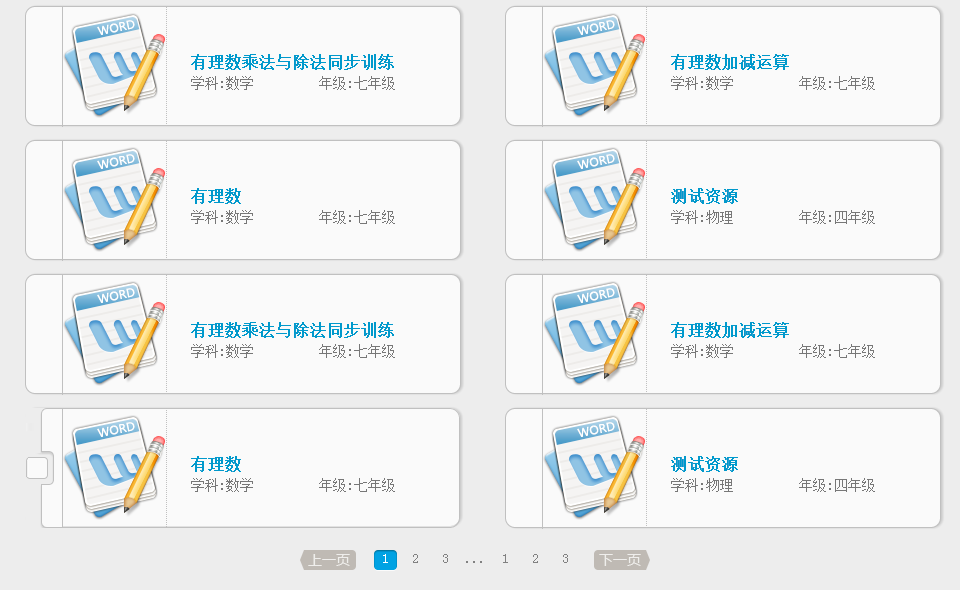 WORD
有理数乘法与除法同步训练
学科:数学 年级:七年级
WORD
有理数加减运算
学科:数学 年级:七年级
WORD
有理数
学科:数学 年级:七年级
WORD
测试资源
学科:物理 年级:四年级
WORD
有理数乘法与除法同步训练
学科:数学 年级:七年级
WORD
有理数加减运算
学科:数学 年级:七年级
WORD
有理数
学科:数学 年级:七年级
WORD
测试资源
学科:物理 年级:四年级
上一页 1 2 3 ... 1 2 3 下一页